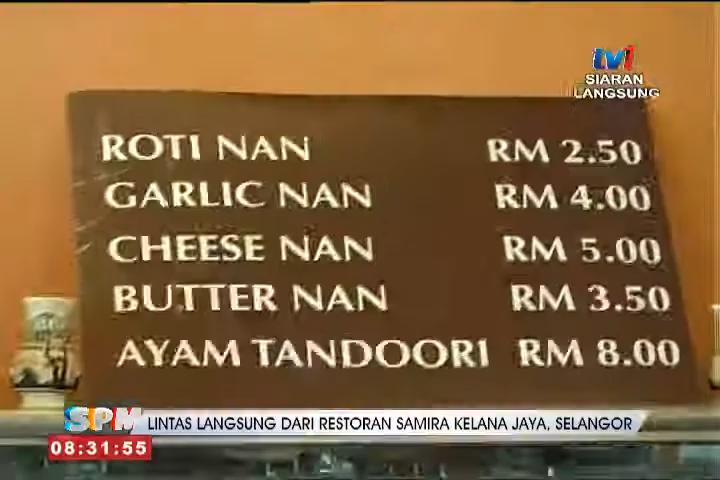 tv1
SIARAN
LANGSUNG
ROTI NAN RM 2.50
GARLIC NAN RM 4.00
CHEESE NAN RM 5.00
BUTTER NAN RM 3.50
AYAM TANDOORI RM 8.00
SPM LINTAS LANGSUNG DARI RESTORAN SAMIRA KELANA JAYA, SELANGOR
08:31:55